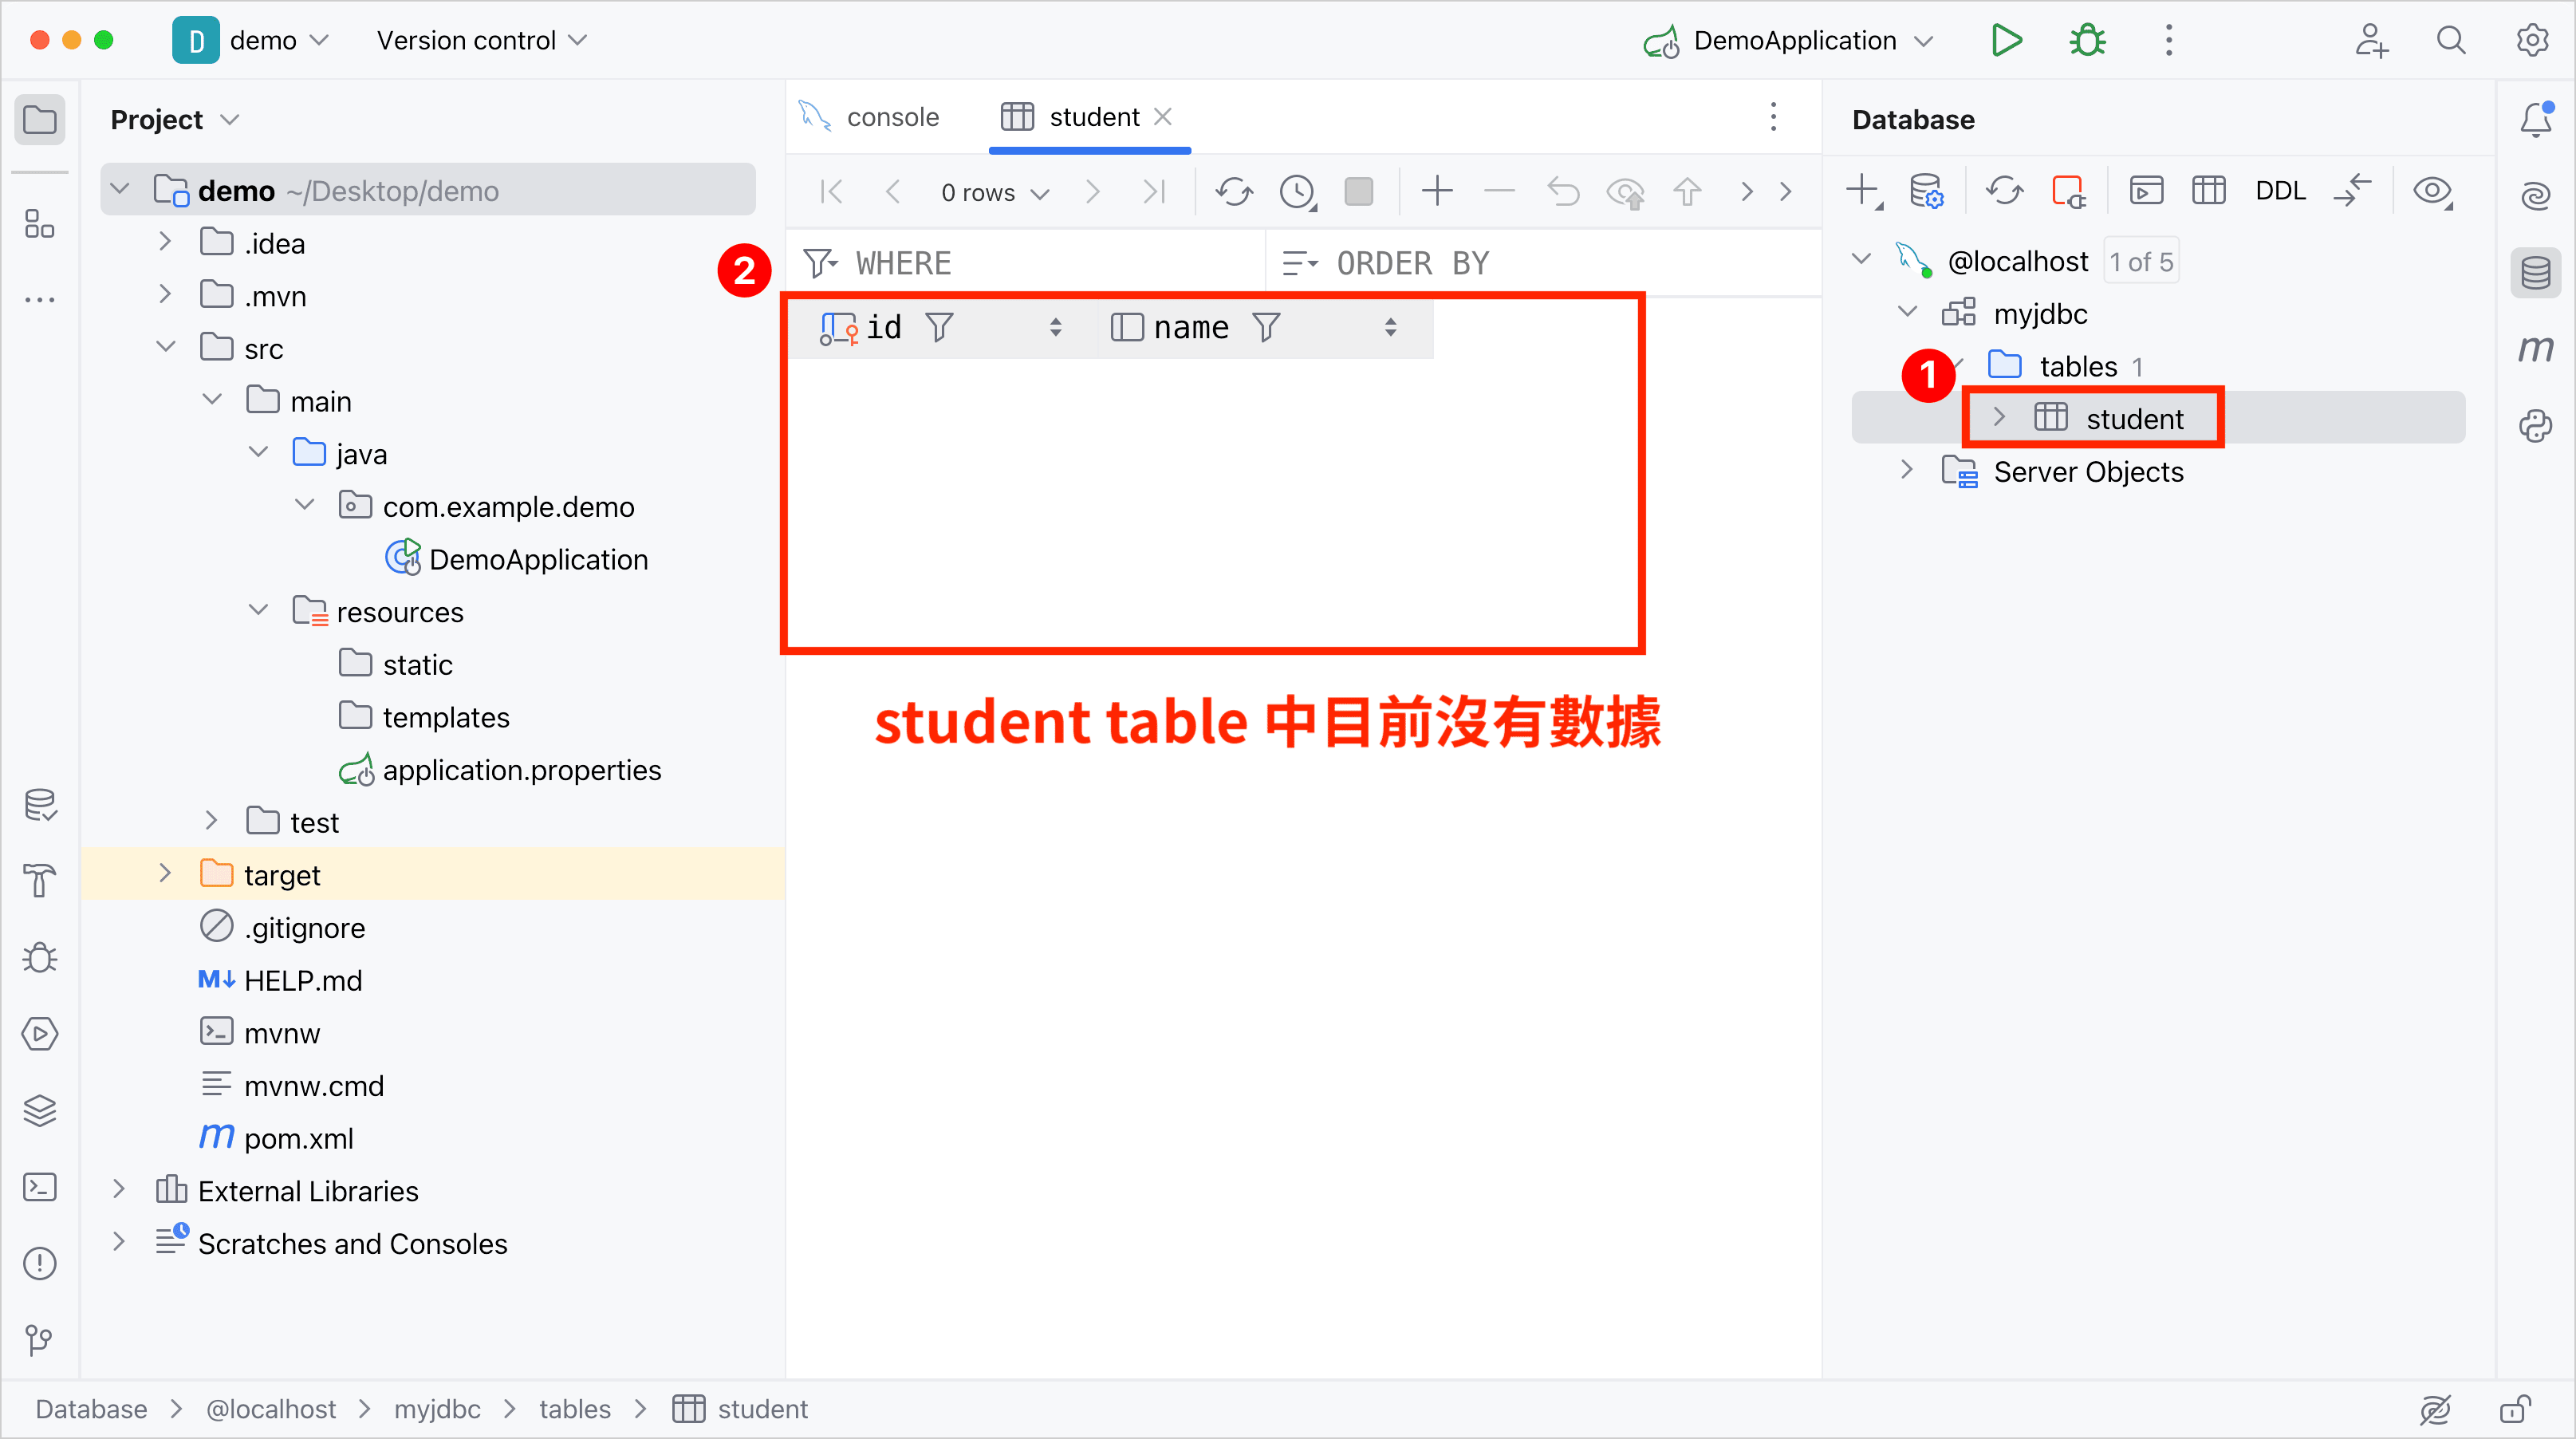 D demo Version control DemoApplication
Project
demo ~/Desktop/demo
.idea
.mvn
src
main
java
com.example.demo
DemoApplication
resources
static
templates
application.properties
test
target
.gitignore
M↓ HELP.md
mvnw
mvnw.cmd
m pom.xml
External Libraries
Scratches and Consoles
console student
0 rows
WHERE ORDER BY
2
id name
student table 中目前沒有數據
Database
DDL
@localhost 1 of 5
myjdbc
tables 1
1
student
Server Objects
m
Database > @localhost > myjdbc > tables > student